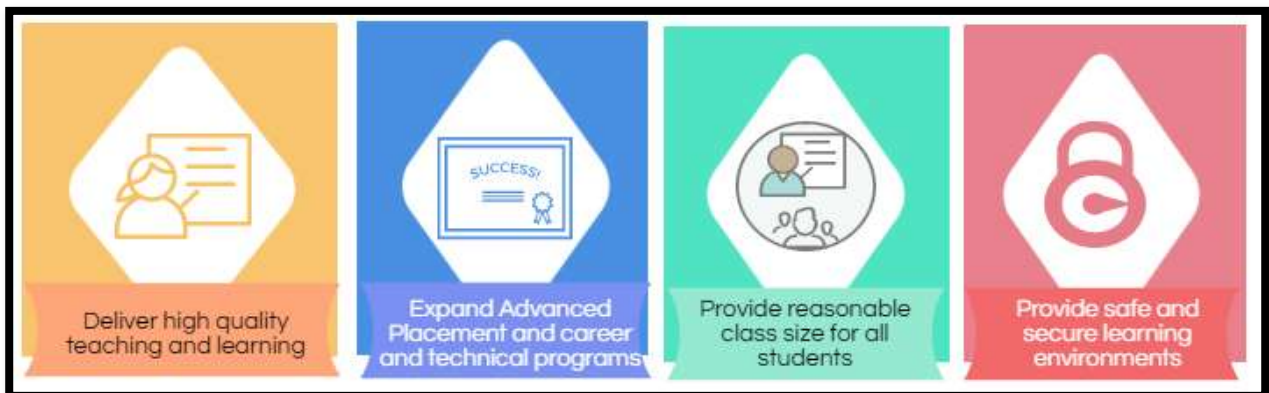 SUCCESS!
Deliver high quality
teaching and learning
Expand Advanced
Placement and career
and technical programs
Provide reasonable
class size for all
students
Provide safe and
secure learning
environments